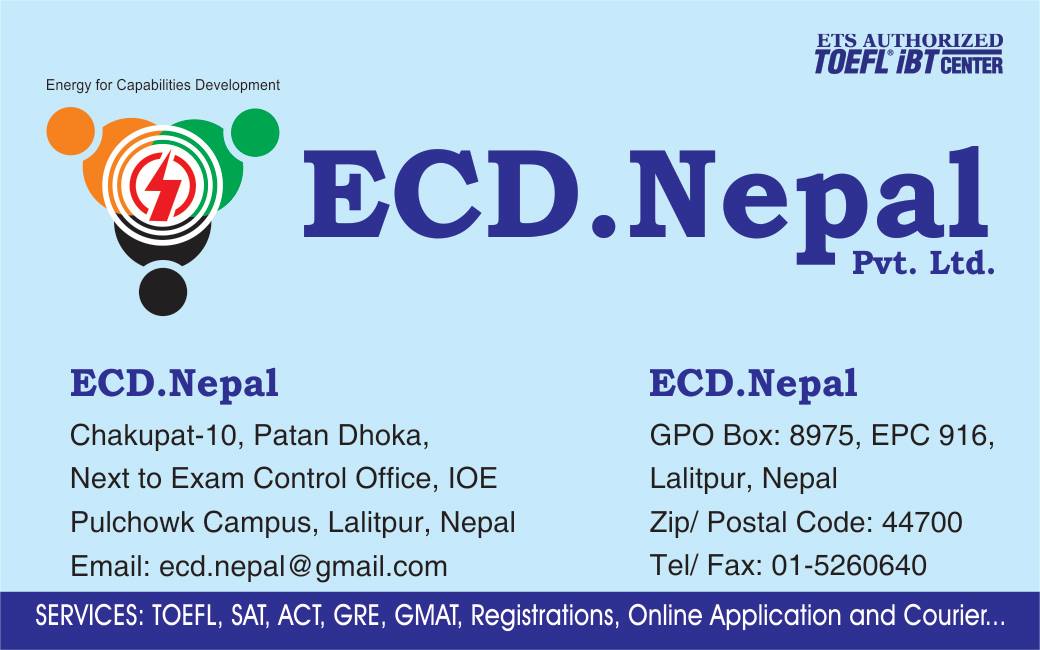 ETS AUTHORIZED
TOEFL® iBT CENTER
Energy for Capabilities Development
ECD.Nepal
Pvt. Ltd.
ECD.Nepal
Chakupat-10, Patan Dhoka,
Next to Exam Control Office, IOE
Pulchowk Campus, Lalitpur, Nepal
Email: ecd.nepal@gmail.com
ECD.Nepal
GPO Box: 8975, EPC 916,
Lalitpur, Nepal
Zip/ Postal Code: 44700
Tel/ Fax: 01-5260640
SERVICES: TOEFL, SAT, ACT, GRE, GMAT, Registrations, Online Application and Courier...